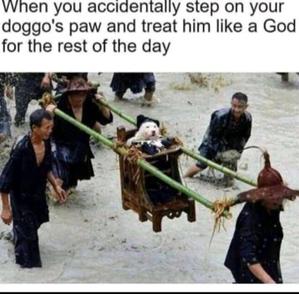 When you accidentally step on your
doggo's paw and treat him like a God
for the rest of the day